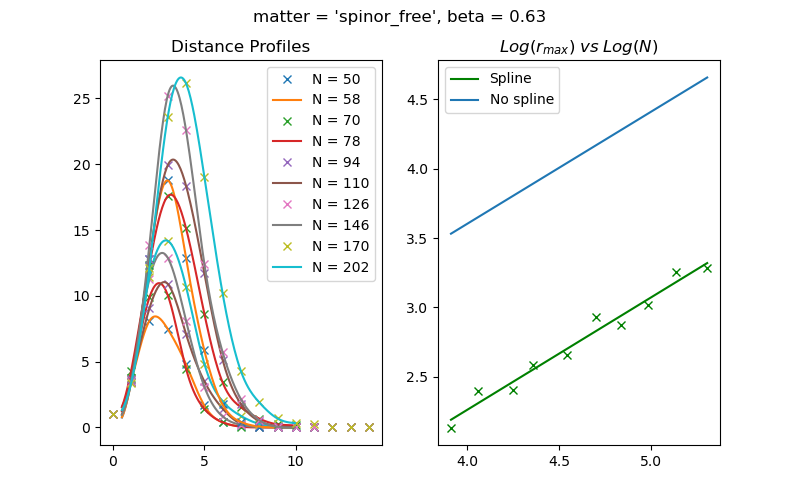 matter = 'spinor_free', beta = 0.63
Distance Profiles
N = 50
N = 58
N = 70
N = 78
N = 94
N = 110
N = 126
N = 146
N = 170
N = 202
25
20
15
10
5
0
0
5
10
Log(r_max) vs Log(N)
Spline
No spline
4.5
4.0
3.5
3.0
2.5
4.0
4.5
5.0